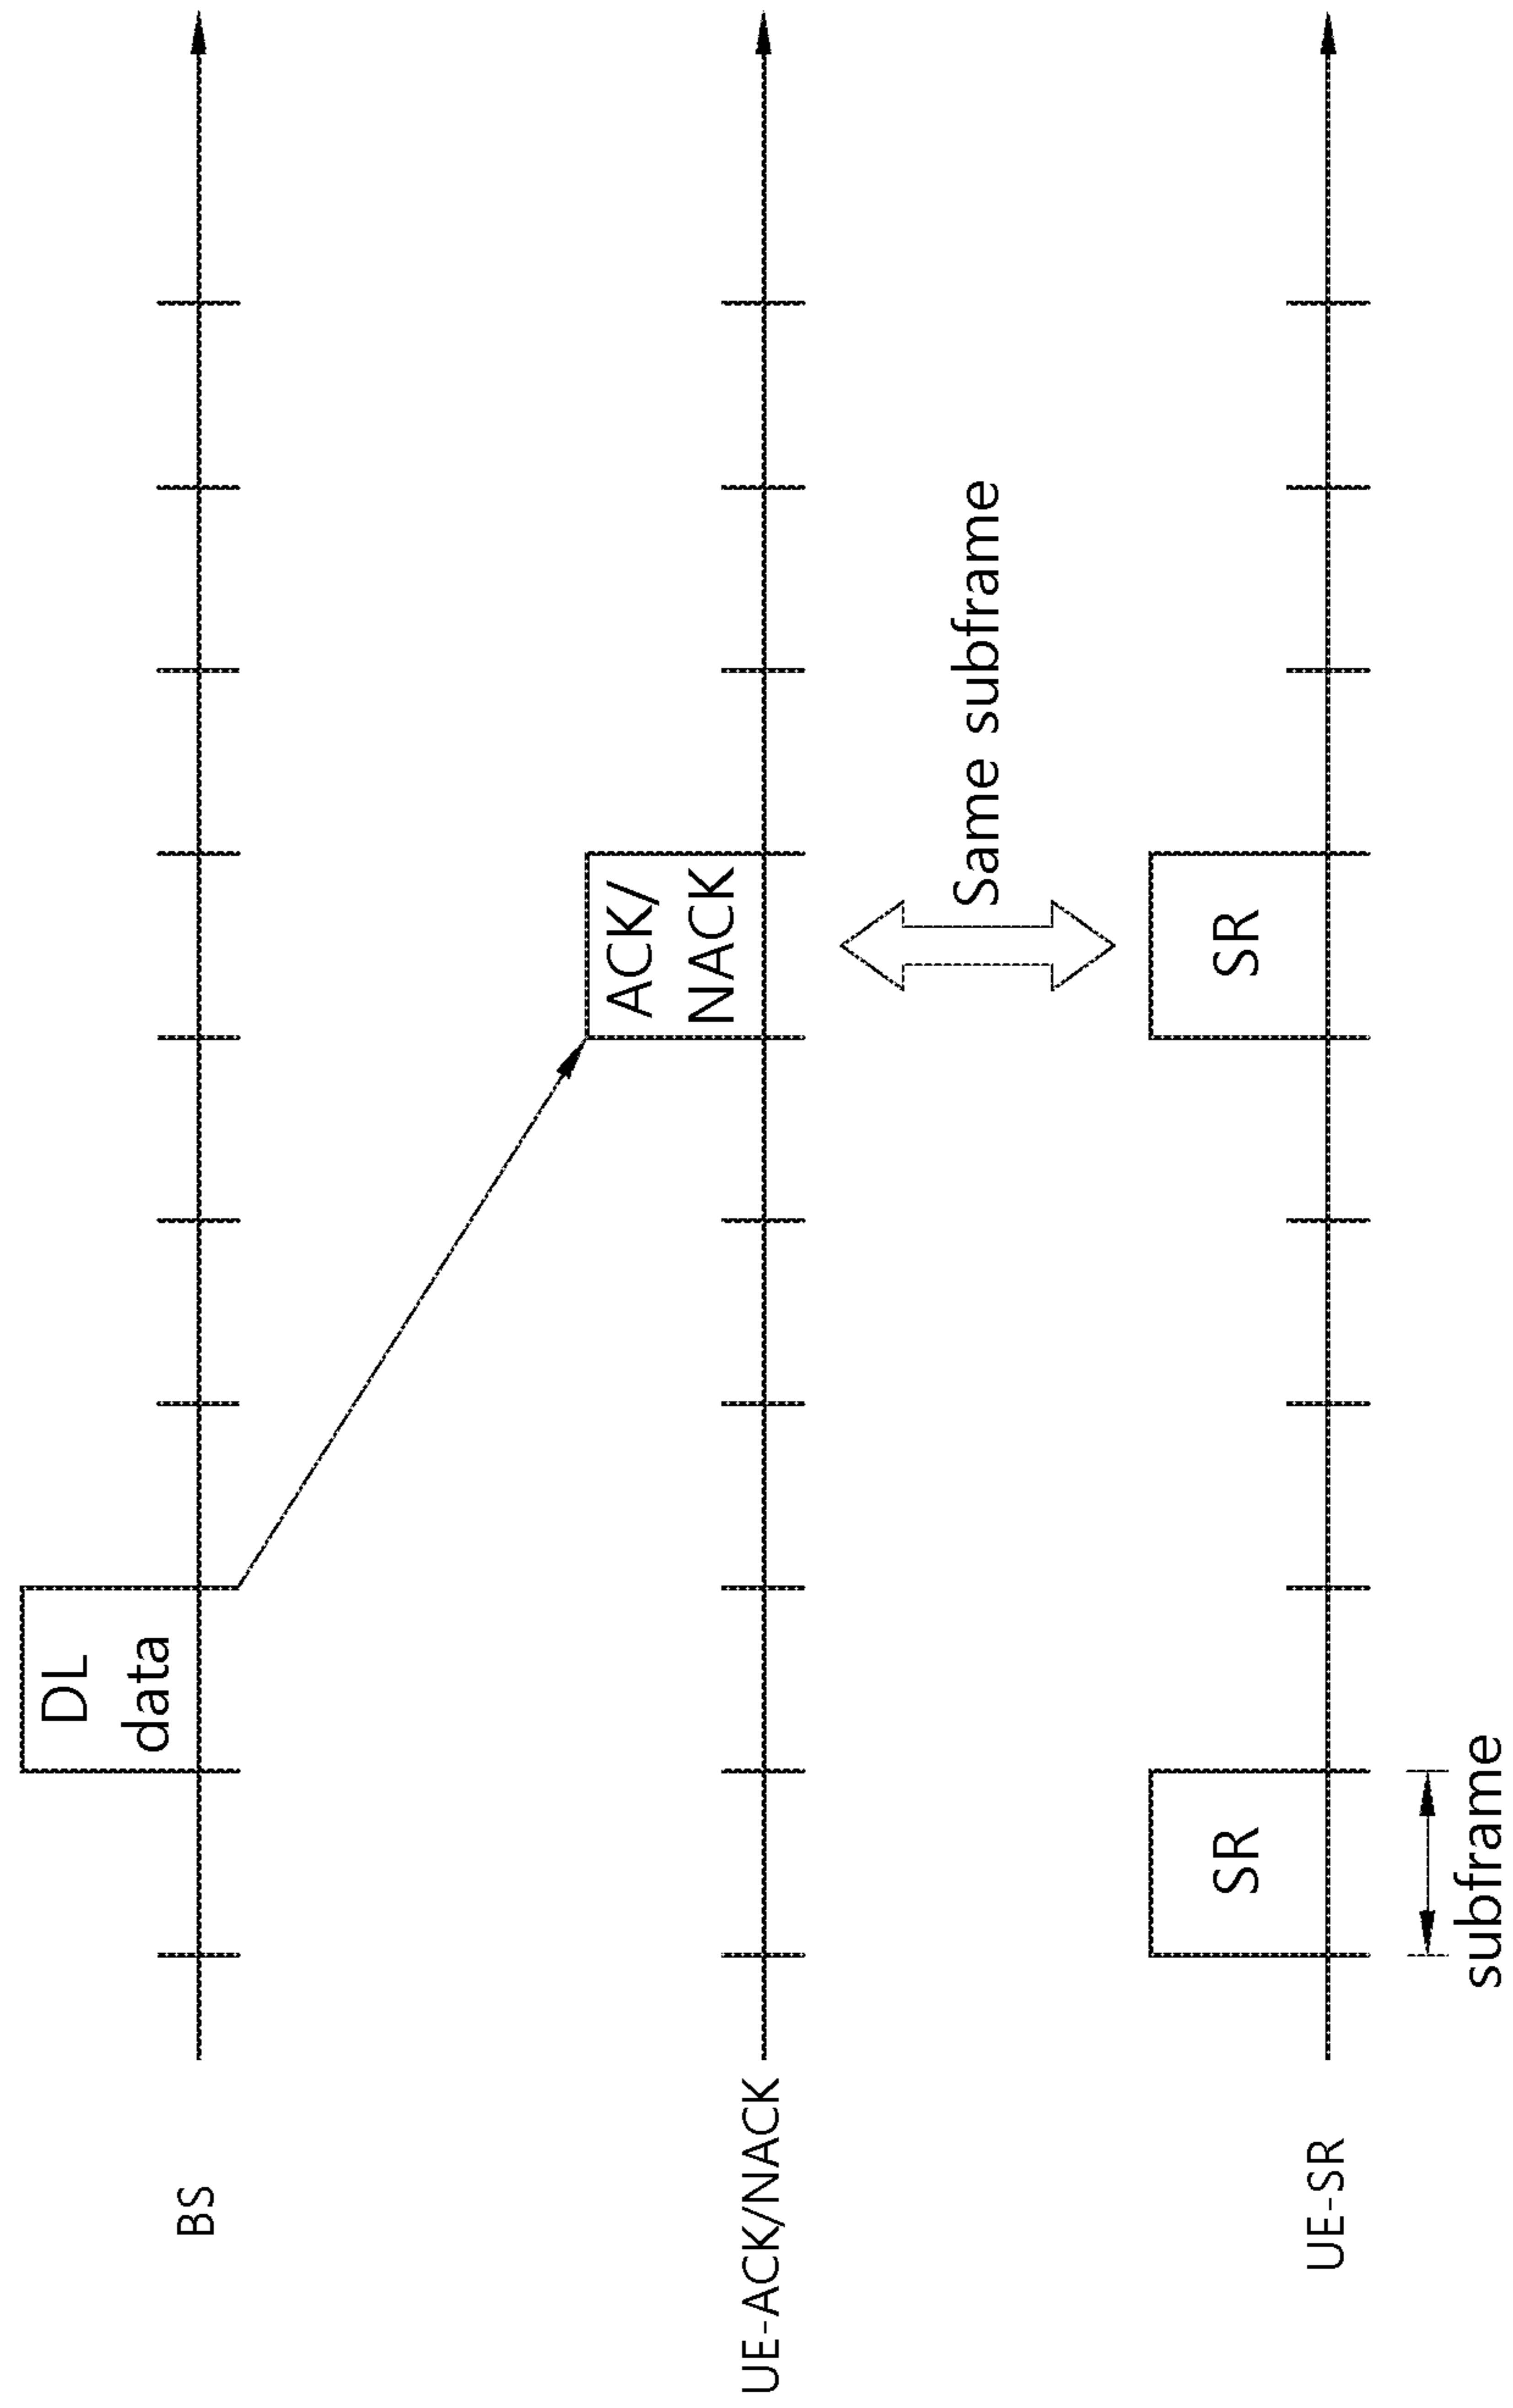 BS
DL
data
UE-ACK/NACK
ACK/
NACK
Same subframe
UE-SR
SR
SR
subframe